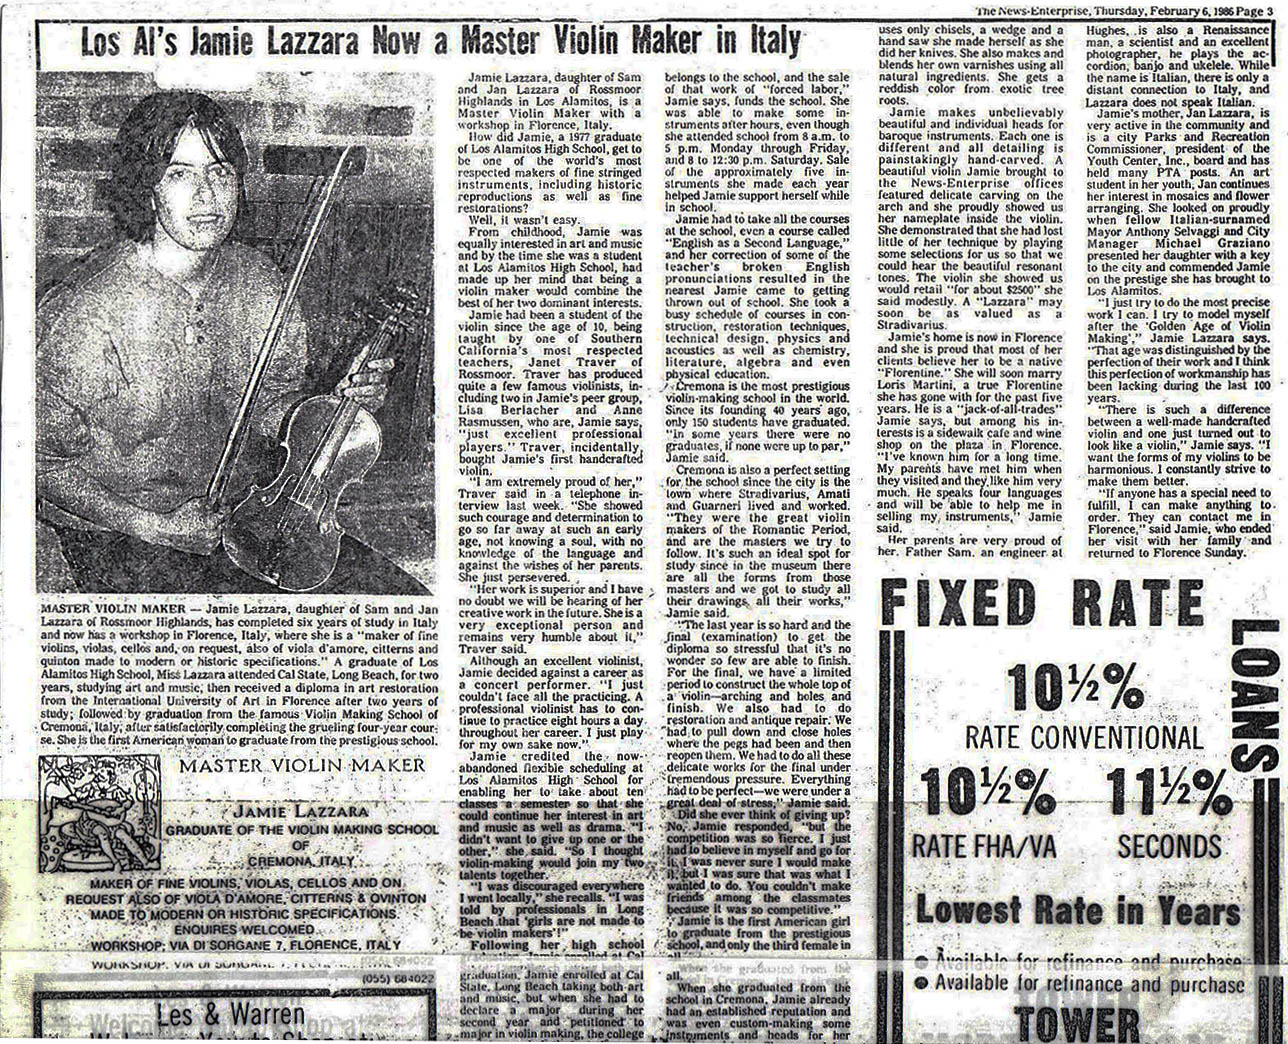 The News-Enterprise, Thursday, February 6, 1986 Page 3
Los Al's Jamie Lazzara Now a Master Violin Maker in Italy
MASTER VIOLIN MAKER — Jamie Lazzara, daughter of Sam and Jan
Lazzara of Rossmoor Highlands, has completed six years of study in Italy
and now has a workshop in Florence, Italy, where she is a "maker of fine
violins, violas, cellos and, on request, also of viola d'amore, citterns and
quinton made to modern or historic specifications." A graduate of Los
Alamitos High School, Miss Lazzara attended Cal State, Long Beach, for two
years, studying art and music, then received a diploma in art restoration
from the International University of Art in Florence after two years of
study; followed by graduation from the famous Violin Making School of
Cremona, Italy, after satisfactorily completing the grueling four-year cour-
se. She is the first American woman to graduate from the prestigious school.
MASTER VIOLIN MAKER
JAMIE LAZZARA
GRADUATE OF THE VIOLIN MAKING SCHOOL
OF
CREMONA, ITALY
MAKER OF FINE VIOLINS, VIOLAS, CELLOS AND ON
REQUEST ALSO OF VIOLA D'AMORE, CITTERNS & QVINTON
MADE TO MODERN OR HISTORIC SPECIFICATIONS.
ENQUIRES WELCOMED
WORKSHOP; VIA DI SORGANE 7, FLORENCE, ITALY
(055) 684022
Les & Warren
Jamie Lazzara, daughter of Sam
and Jan Lazzara of Rossmoor
Highlands in Los Alamitos, is a
Master Violin Maker with a
workshop in Florence, Italy.
How did Jamie, a 1977 graduate
of Los Alamitos High School, get to
be one of the world's most
respected makers of fine stringed
instruments, including historic
reproductions as well as fine
restorations?
Well, it wasn't easy.
From childhood, Jamie was
equally interested in art and music
and by the time she was a student
at Los Alamitos High School, had
made up her mind that being a
violin maker would combine the
best of her two dominant interests.
Jamie had been a student of the
violin since the age of 10, being
taught by one of Southern
California's most respected
teachers, Janet Traver of
Rossmoor. Traver has produced
quite a few famous violinists, in-
cluding two in Jamie's peer group,
Lisa Berlacher and Anne
Rasmussen, who are, Jamie says,
"just excellent professional
players." Traver, incidentally,
bought Jamie's first handcrafted
violin.
"I am extremely proud of her,"
Traver said in a telephone in-
terview last week. "She showed
such courage and determination to
go so far away at such an early
age, not knowing a soul, with no
knowledge of the language and
against the wishes of her parents.
She just persevered.
"Her work is superior and I have
no doubt we will be hearing of her
creative work in the future. She is a
very exceptional person and
remains very humble about it,"
Traver said.
Although an excellent violinist,
Jamie decided against a career as
a concert performer. "I just
couldn't face all the practicing. A
professional violinist has to con-
tinue to practice eight hours a day
throughout her career. I just play
for my own sake now."
Jamie credited the now-
abandoned flexible scheduling at
Los Alamitos High School for
enabling her to take about ten
classes a semester so that she
could continue her interest in art
and music as well as drama. "I
didn't want to give up one or the
other," she said. "So I thought
violin-making would join my two
talents together.
"I was discouraged everywhere
I went locally," she recalls. "I was
told by professionals in Long
Beach that 'girls are not made to
be violin makers'!"
Following her high school
graduation, Jamie enrolled at Cal
State, Long Beach taking both art
and music, but when she had to
declare a major during her
second year and petitioned to
major in violin making, the college
belongs to the school, and the sale
of that work of "forced labor,"
Jamie says, funds the school. She
was able to make some in-
struments after hours, even though
she attended school from 8 a.m. to
5 p.m. Monday through Friday,
and 8 to 12:30 p.m. Saturday. Sale
of the approximately five in-
struments she made each year
helped Jamie support herself while
in school.
Jamie had to take all the courses
at the school, even a course called
"English as a Second Language,"
and her correction of some of the
teacher's broken English
pronunciations resulted in the
nearest Jamie came to getting
thrown out of school. She took a
busy schedule of courses in con-
struction, restoration techniques,
technical design, physics and
acoustics as well as chemistry,
literature, algebra and even
physical education.
Cremona is the most prestigious
violin-making school in the world.
Since its founding 40 years ago,
only 150 students have graduated.
"In some years there were no
graduates, if none were up to par,"
Jamie said.
Cremona is also a perfect setting
for the school since the city is the
town where Stradivarius, Amati
and Guarneri lived and worked.
"They were the great violin
makers of the Romantic Period,
and are the masters we try to
follow. It's such an ideal spot for
study since in the museum there
are all the forms from those
masters and we got to study all
their drawings, all their works,"
Jamie said.
"The last year is so hard and the
final (examination) to get the
diploma so stressful that it's no
wonder so few are able to finish.
For the final, we have a limited
period to construct the whole top of
a violin—arching and holes and
finish. We also had to do
restoration and antique repair. We
had to pull down and close holes
where the pegs had been and then
reopen them. We had to do all these
delicate works for the final under
tremendous pressure. Everything
had to be perfect—we were under a
great deal of stress," Jamie said.
Did she ever think of giving up?
No, Jamie responded, "but the
competition was so fierce. I just
had to believe in myself and go for
it. I was never sure I would make
it, but I was sure that was what I
wanted to do. You couldn't make
friends among the classmates
because it was so competitive."
Jamie is the first American girl
to graduate from the prestigious
school, and only the third female in
all.
When she graduated from the
school in Cremona, Jamie already
had an established reputation and
was even custom-making some
instruments and heads for her
uses only chisels, a wedge and a
hand saw she made herself as she
did her knives. She also makes and
blends her own varnishes using all
natural ingredients. She gets a
reddish color from exotic tree
roots.
Jamie makes unbelievably
beautiful and individual heads for
baroque instruments. Each one is
different and all detailing is
painstakingly hand-carved. A
beautiful violin Jamie brought to
the News-Enterprise offices
featured delicate carving on the
arch and she proudly showed us
her nameplate inside the violin.
She demonstrated that she had lost
little of her technique by playing
some selections for us so that we
could hear the beautiful resonant
tones. The violin she showed us
would retail "for about $2500" she
said modestly. A "Lazzara" may
soon be as valued as a
Stradivarius.
Jamie's home is now in Florence
and she is proud that most of her
clients believe her to be a native
"Florentine." She will soon marry
Loris Martini, a true Florentine
she has gone with for the past five
years. He is a "jack-of-all-trades"
Jamie says, but among his in-
terests is a sidewalk cafe and wine
shop on the plaza in Florence.
"I've known him for a long time.
My parents have met him when
they visited and they like him very
much. He speaks four languages
and will be able to help me in
selling my instruments," Jamie
said.
Her parents are very proud of
her. Father Sam, an engineer at
Hughes, is also a Renaissance
man, a scientist and an excellent
photographer, he plays the ac-
cordion, banjo and ukelele. While
the name is Italian, there is only a
distant connection to Italy, and
Lazzara does not speak Italian.
Jamie's mother, Jan Lazzara, is
very active in the community and
is a city Parks and Recreation
Commissioner, president of the
Youth Center, Inc., board and has
held many PTA posts. An art
student in her youth, Jan continues
her interest in mosaics and flower
arranging. She looked on proudly
when fellow Italian-surnamed
Mayor Anthony Selvaggi and City
Manager Michael Graziano
presented her daughter with a key
to the city and commended Jamie
on the prestige she has brought to
Los Alamitos.
"I just try to do the most precise
work I can. I try to model myself
after the 'Golden Age of Violin
Making'," Jamie Lazzara says.
"That age was distinguished by the
perfection of their work and I think
this perfection of workmanship has
been lacking during the last 100
years.
"There is such a difference
between a well-made handcrafted
violin and one just turned out to
look like a violin," Jamie says. "I
want the forms of my violins to be
harmonious. I constantly strive to
make them better.
"If anyone has a special need to
fulfill, I can make anything to
order. They can contact me in
Florence," said Jamie, who ended
her visit with her family and
returned to Florence Sunday.
FIXED RATE
LOANS
10½%
RATE CONVENTIONAL
10½% 11½%
RATE FHA/VA SECONDS
Lowest Rate in Years
● Available for refinance and purchase
● Available for refinance and purchase
TOWER